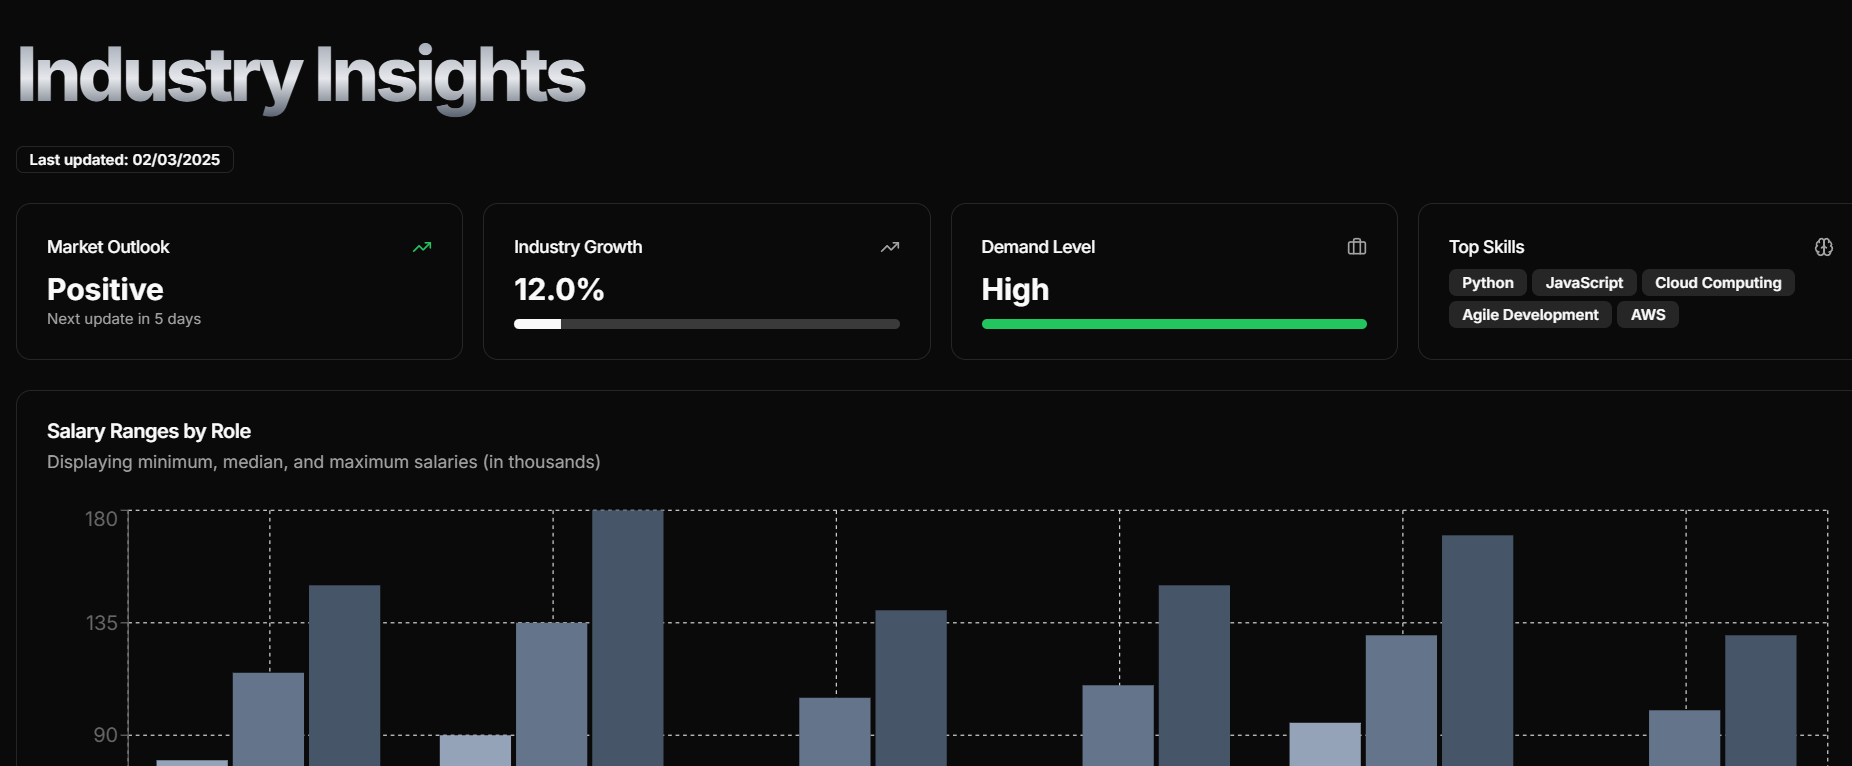 Industry Insights
Last updated: 02/03/2025
Market Outlook
Positive
Next update in 5 days
Industry Growth
12.0%
Demand Level
High
Top Skills
Python JavaScript Cloud Computing
Agile Development AWS
Salary Ranges by Role
Displaying minimum, median, and maximum salaries (in thousands)
180
135
90